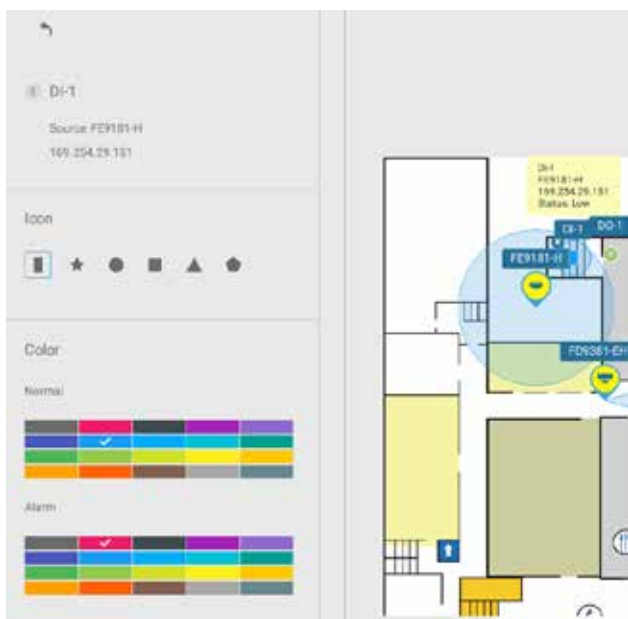 DI-1
Source FE9181-H
169.254.29.151
Icon
Color
Normal
Alarm
DI-1
FE9181-H
169.254.29.151
Status: Low
DI-1
DO-1
FE9181-H
FD9381-EH